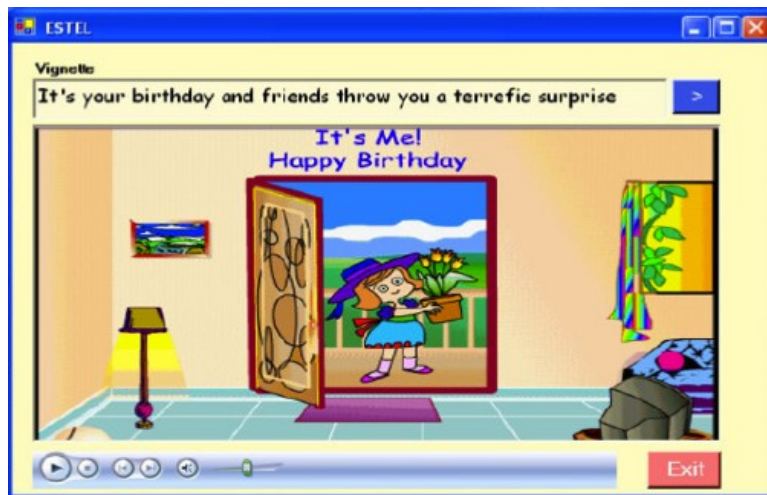 ESTEL
Vignette
It's your birthday and friends throw you a terrefic surprise
>
It's Me!
Happy Birthday
Exit